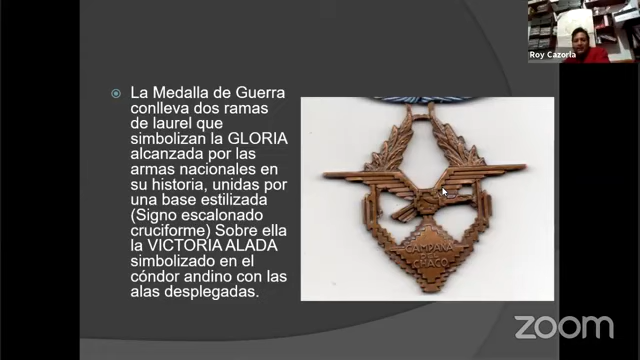 Roy Cazorla
La Medalla de Guerra
conlleva dos ramas
de laurel que
simbolizan la GLORIA
alcanzada por las
armas nacionales en
su historia, unidas por
una base estilizada
(Signo escalonado
cruciforme) Sobre ella
la VICTORIA ALADA
simbolizado en el
cóndor andino con las
alas desplegadas.
CAMPAÑA
DEL
CHACO
zoom